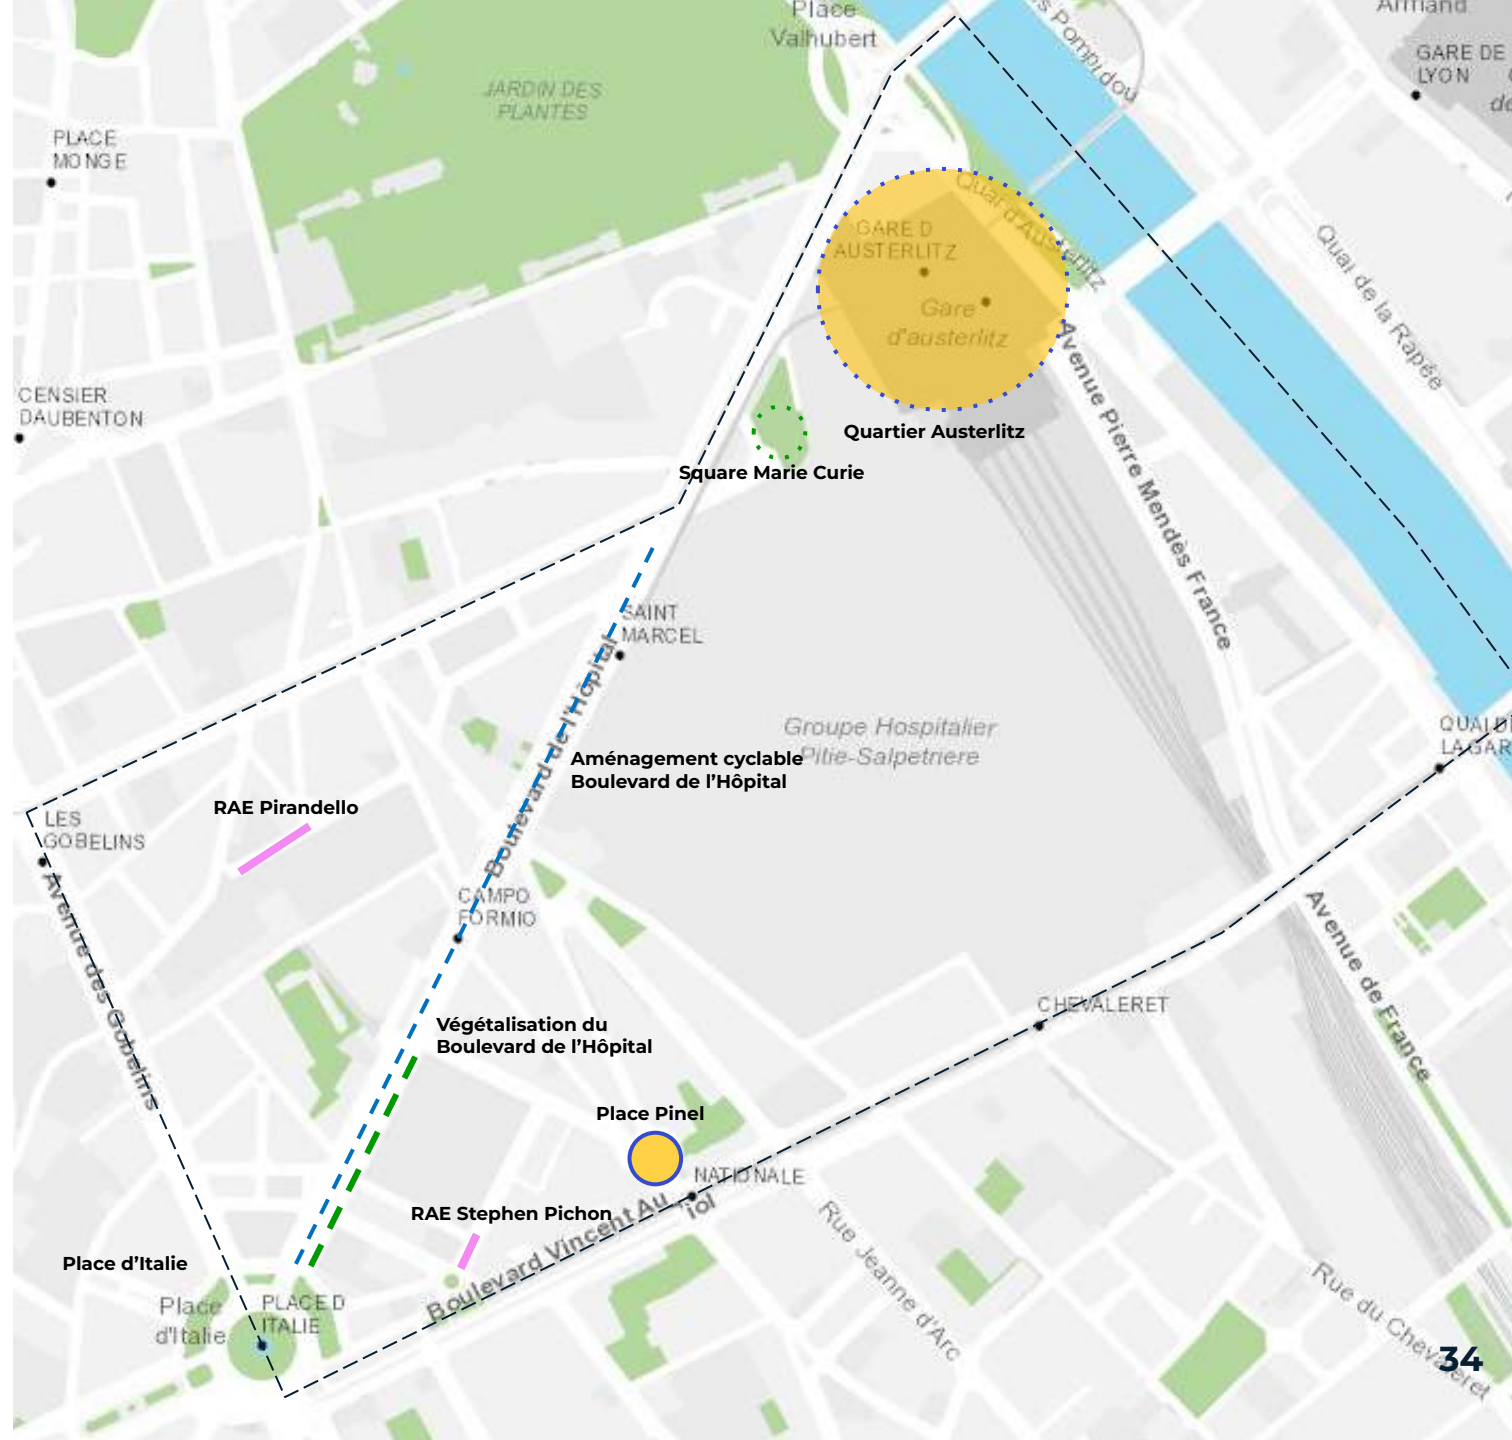 Place
Valhubert
s Pompidou
Armand
GARE DE
LYON
JARDIN DES
PLANTES
PLACE
MONGE
Quai d'Austerlitz
GARE D
AUSTERLITZ
Gare
d'austerlitz
Quai de la Rapée
CENSIER
DAUBENTON
Avenue Pierre Mendès France
Quartier Austerlitz
Square Marie Curie
SAINT
MARCEL
Boulevard de l'Hôpital
Groupe Hospitalier
Pitie-Salpetriere
Aménagement cyclable
Boulevard de l’Hôpital
QUAI D
LA GAR
RAE Pirandello
LES
GOBELINS
Avenue des Gobelins
CAMPO
FORMIO
Avenue de France
CHEVALERET
Végétalisation du
Boulevard de l’Hôpital
Place Pinel
NATIONALE
RAE Stephen Pichon
Boulevard Vincent Au
iol
Rue Jeanne d'Arc
Place d’Italie
Place
d'Italie
PLACE D
ITALIE
Rue du Chevaleret
34